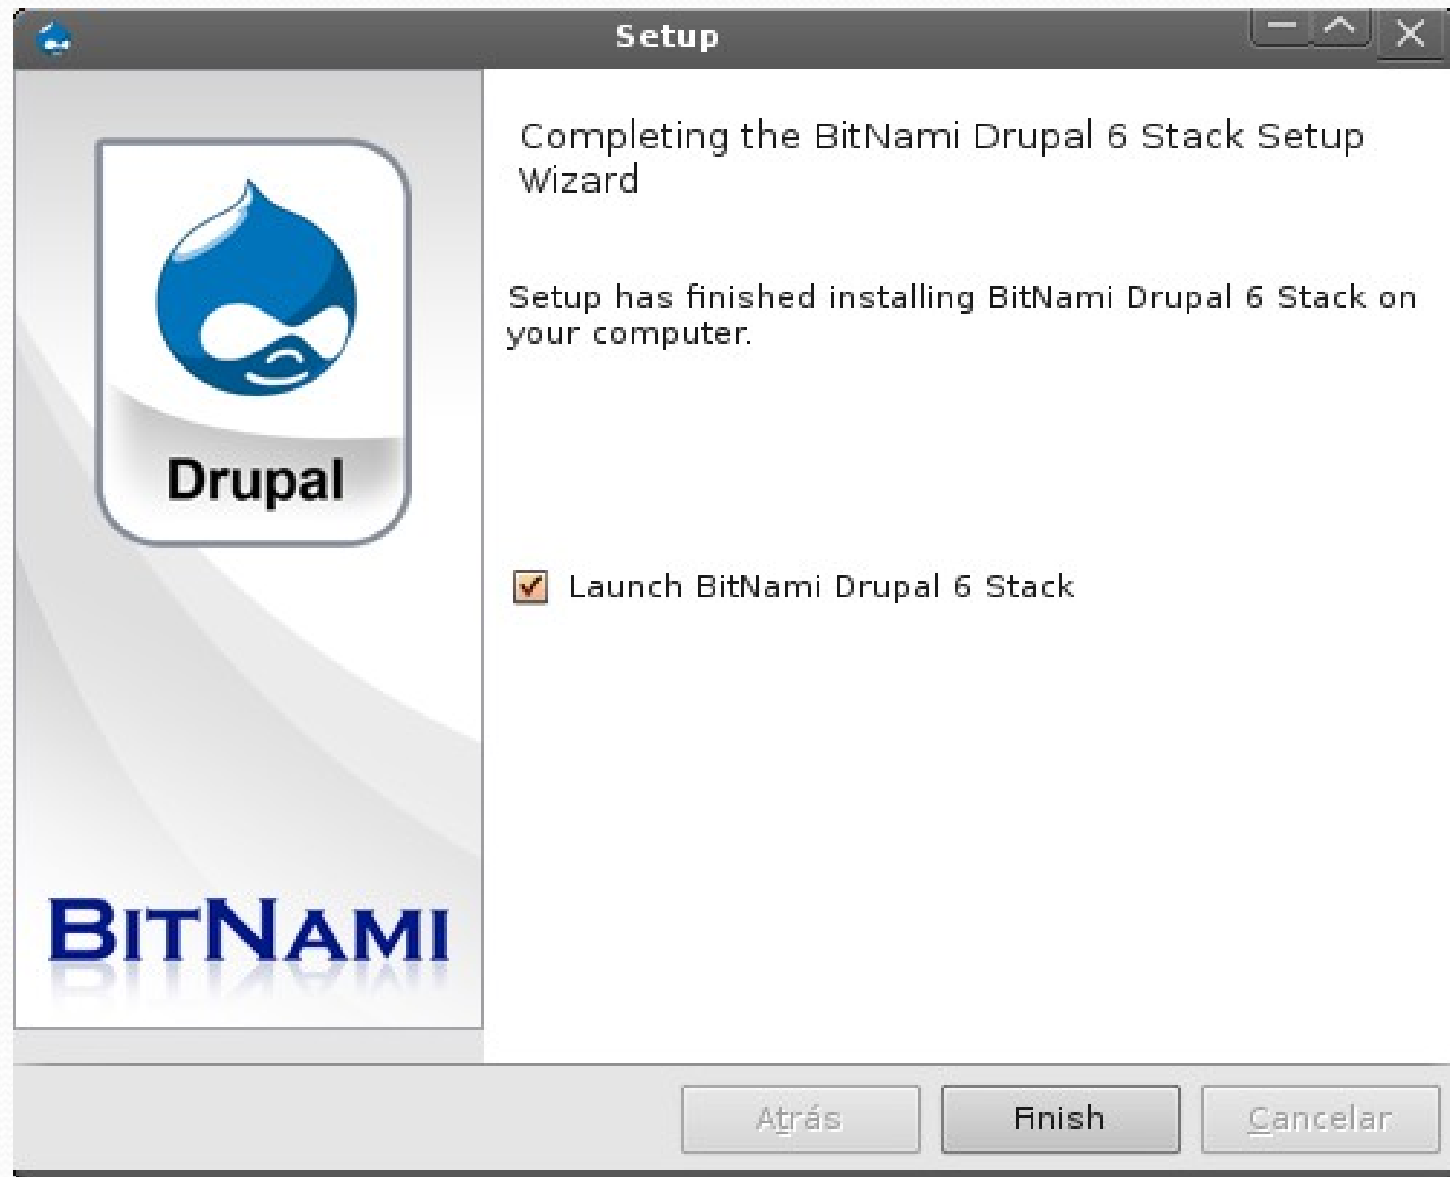 Setup
Completing the BitNami Drupal 6 Stack Setup
Wizard
Setup has finished installing BitNami Drupal 6 Stack on
your computer.
Drupal
Launch BitNami Drupal 6 Stack
BITNAMI
Atrás
Finish
Cancelar